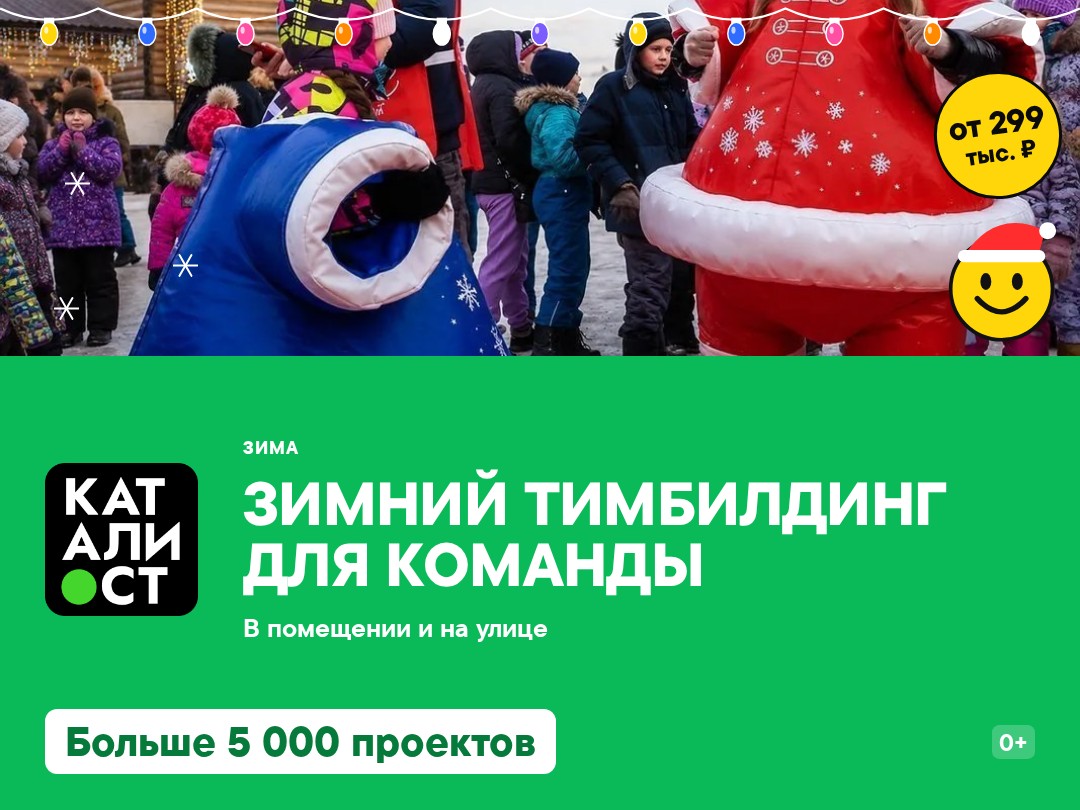 от 299
тыс. ₽
ЗИМА
ЗИМНИЙ ТИМБИЛДИНГ
ДЛЯ КОМАНДЫ
В помещении и на улице
КАТ
АЛИ
СТ
Больше 5 000 проектов
0+